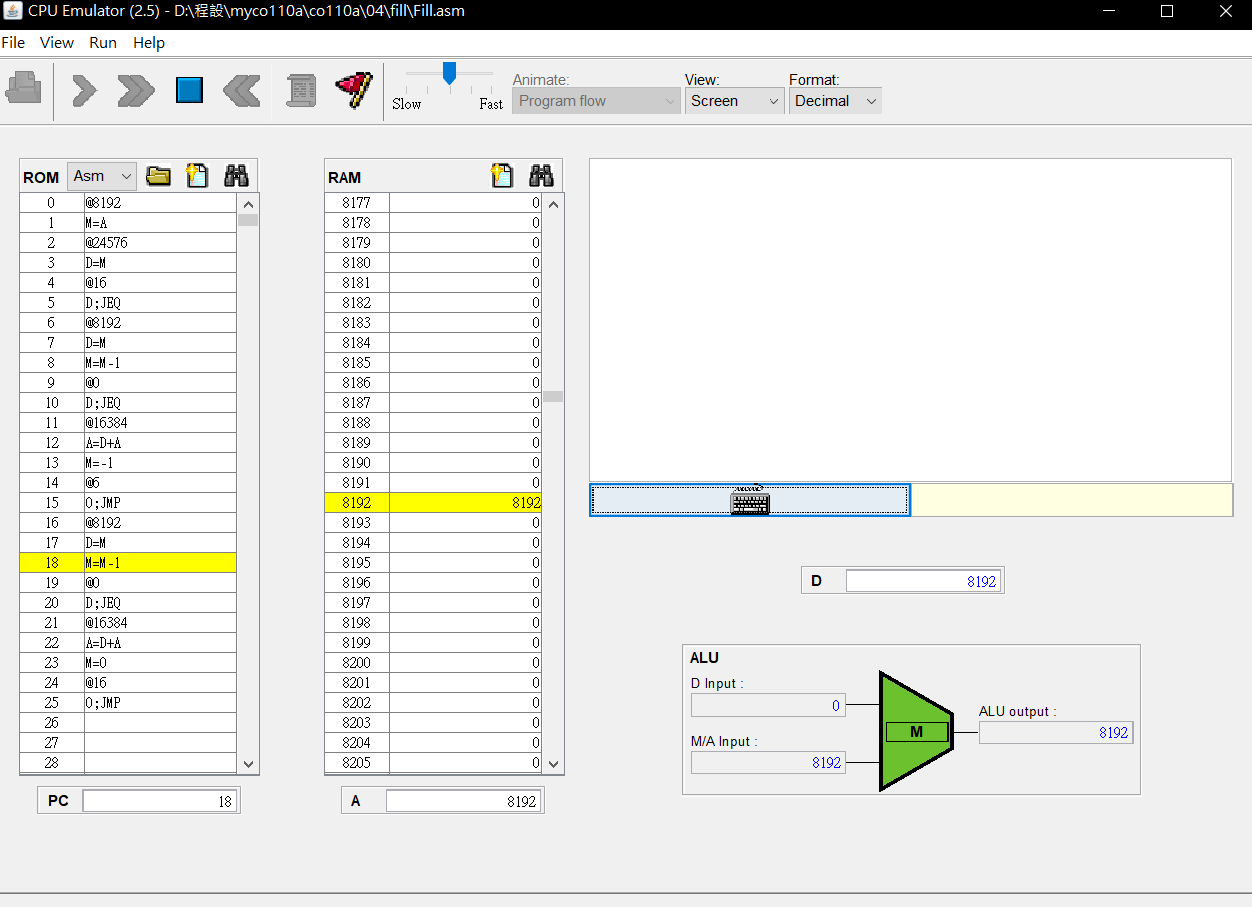 CPU Emulator (2.5) - D:\程設\myco110a\co110a\04\fill\Fill.asm
File View Run Help
Slow Fast
Animate:
Program flow
View:
Screen
Format:
Decimal
ROM Asm
0 @8192
1 M=A
2 @24576
3 D=M
4 @16
5 D;JEQ
6 @8192
7 D=M
8 M=M-1
9 @0
10 D;JEQ
11 @16384
12 A=D+A
13 M=-1
14 @6
15 0;JMP
16 @8192
17 D=M
18 M=M-1
19 @0
20 D;JEQ
21 @16384
22 A=D+A
23 M=0
24 @16
25 0;JMP
26
27
28
PC 18
RAM
8177 0
8178 0
8179 0
8180 0
8181 0
8182 0
8183 0
8184 0
8185 0
8186 0
8187 0
8188 0
8189 0
8190 0
8191 0
8192 8192
8193 0
8194 0
8195 0
8196 0
8197 0
8198 0
8199 0
8200 0
8201 0
8202 0
8203 0
8204 0
8205 0
A 8192
D 8192
ALU
D Input :
0
M/A Input :
8192
M
ALU output :
8192